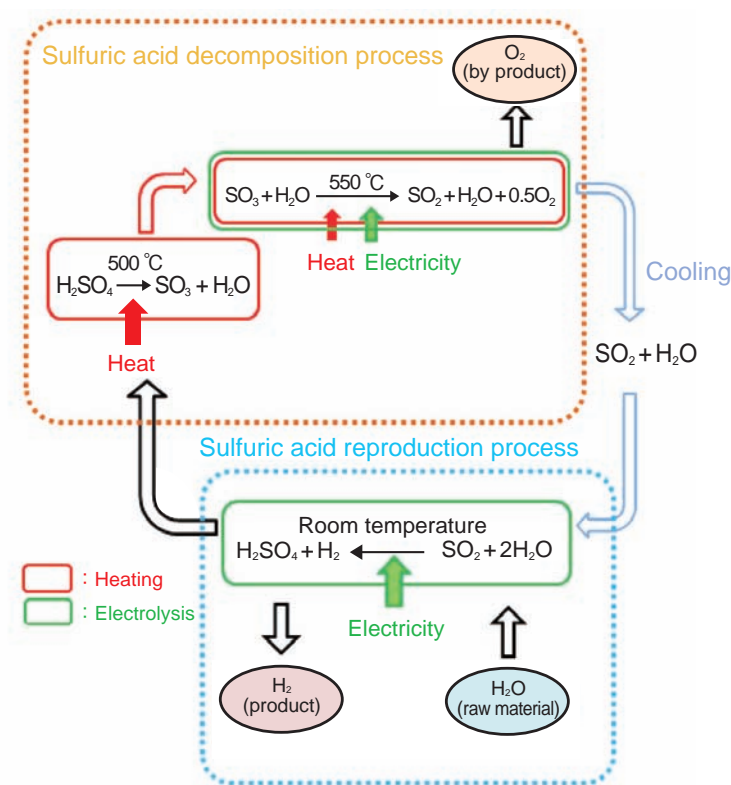 Sulfuric acid decomposition process
O₂
(by product)
550 °C
SO₃ + H₂O → SO₂ + H₂O + 0.5O₂
Heat Electricity
500 °C
H₂SO₄ → SO₃ + H₂O
Heat
Cooling
SO₂ + H₂O
Sulfuric acid reproduction process
Room temperature
H₂SO₄ + H₂ ← SO₂ + 2H₂O
Electricity
: Heating
: Electrolysis
H₂
(product)
H₂O
(raw material)